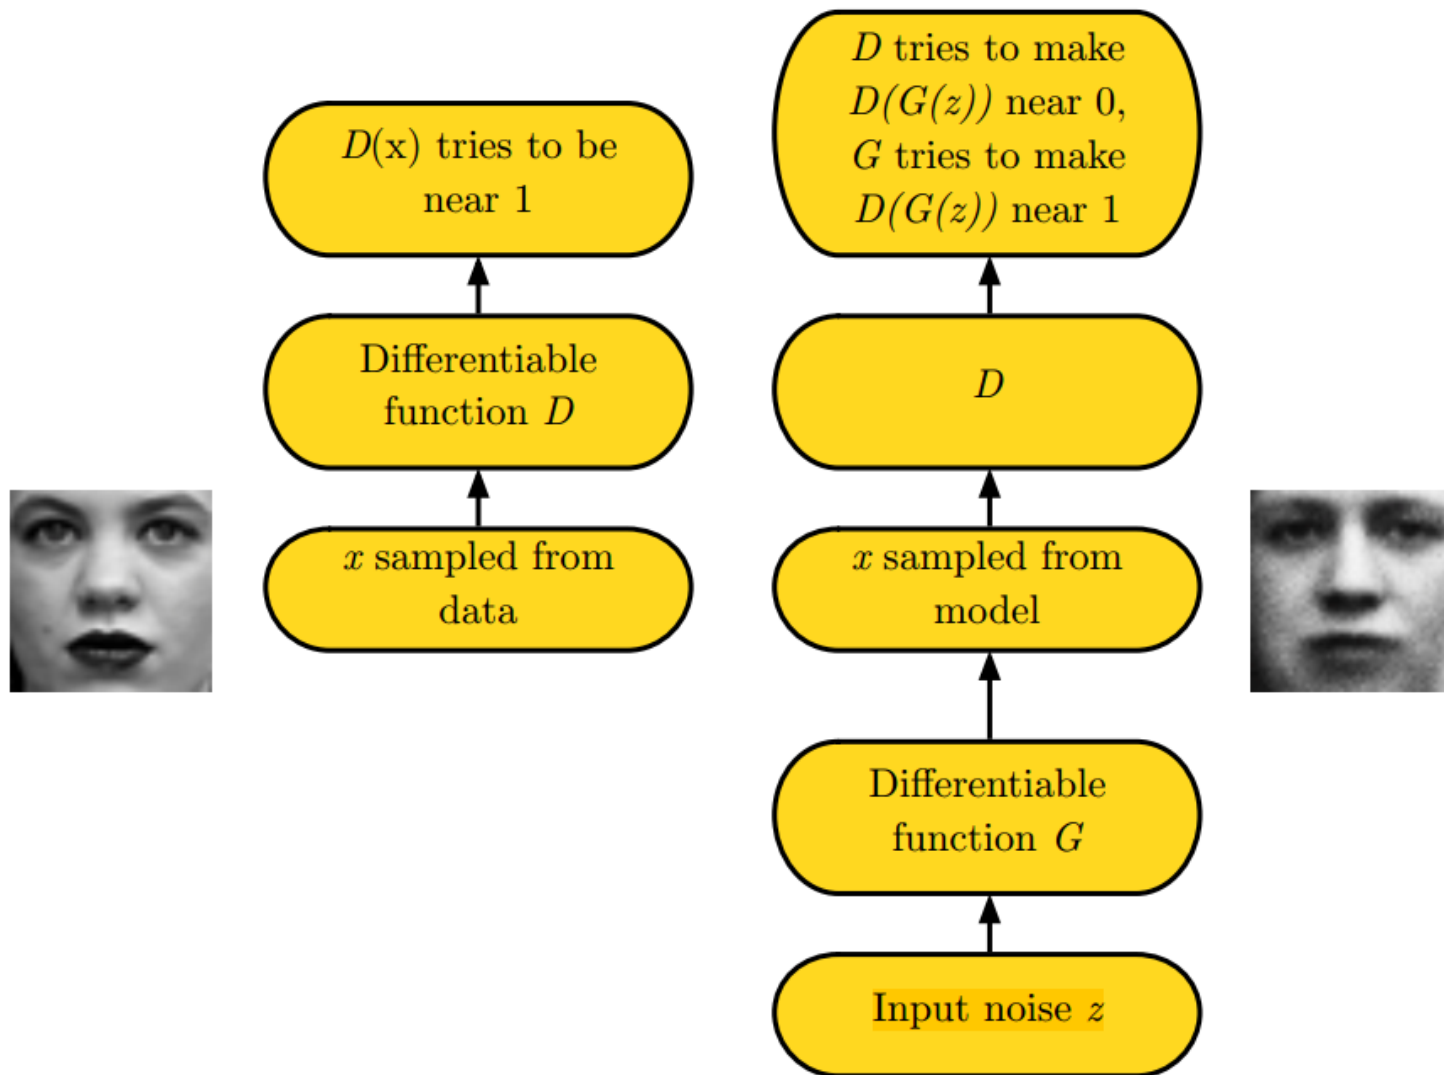 D(x) tries to be
near 1
Differentiable
function D
x sampled from
data
D tries to make
D(G(z)) near 0,
G tries to make
D(G(z)) near 1
D
x sampled from
model
Differentiable
function G
Input noise z